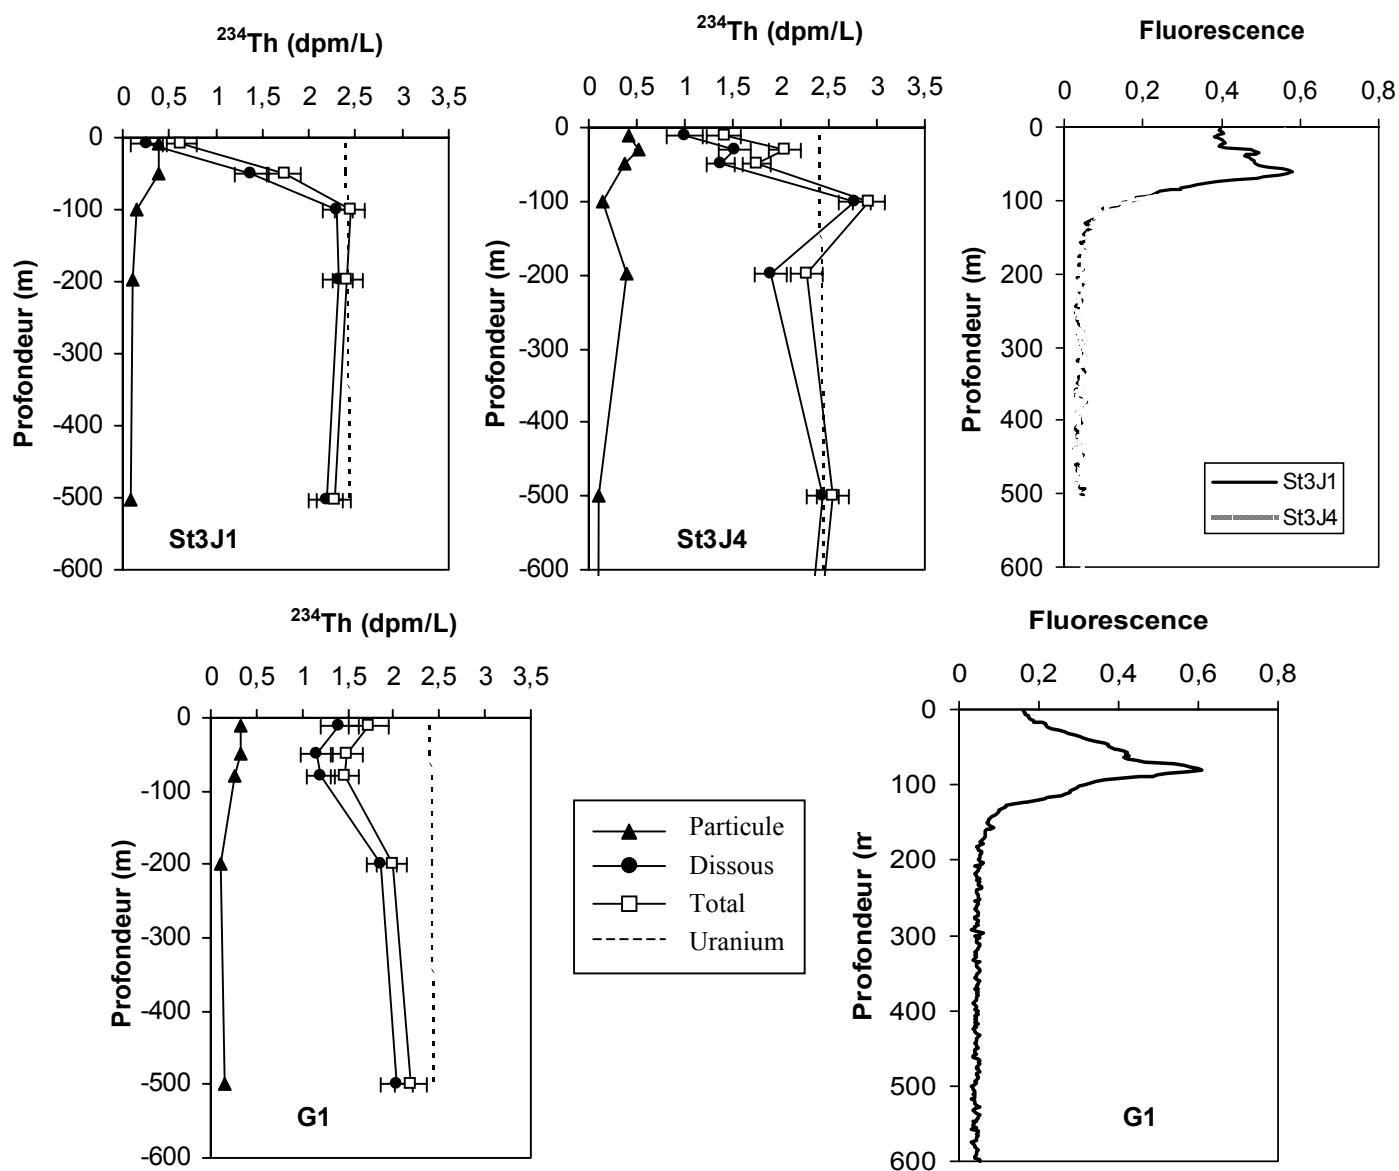 ²³⁴Th (dpm/L)
0 0,5 1 1,5 2 2,5 3 3,5
0
-100
-200
-300
-400
-500
-600
Profondeur (m)
St3J1
²³⁴Th (dpm/L)
0 0,5 1 1,5 2 2,5 3 3,5
0
-100
-200
-300
-400
-500
-600
Profondeur (m)
St3J4
Fluorescence
0 0,2 0,4 0,6 0,8
0
100
200
300
400
500
600
Profondeur (m)
St3J1
St3J4
²³⁴Th (dpm/L)
0 0,5 1 1,5 2 2,5 3 3,5
0
-100
-200
-300
-400
-500
-600
Profondeur (m)
G1
Particule
Dissous
Total
Uranium
Fluorescence
0 0,2 0,4 0,6 0,8
0
100
200
300
400
500
600
Profondeur
G1